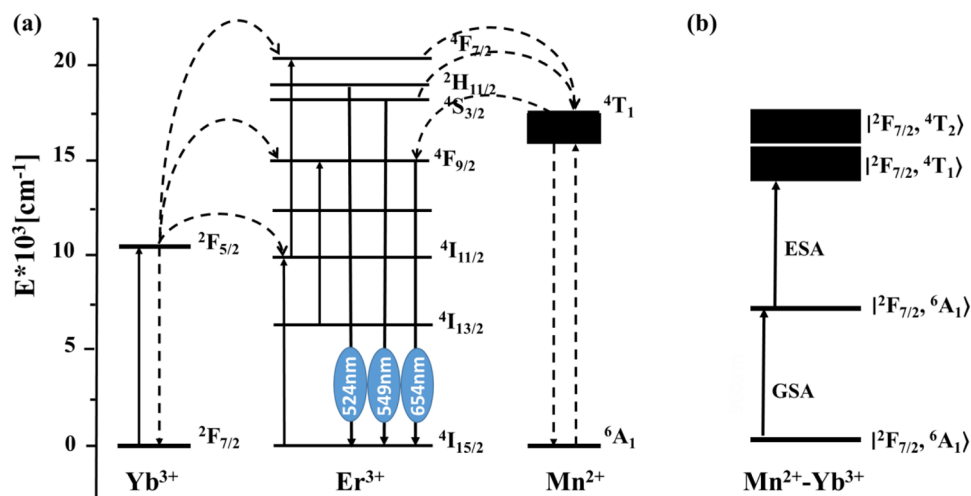 (a)
E*10³[cm⁻¹]
20
15
10
5
0
²F₅/₂
²F₇/₂
Yb³⁺
⁴F₇/₂
²H₁₁/₂
⁴S₃/₂
⁴F₉/₂
⁴I₁₁/₂
⁴I₁₃/₂
524nm
549nm
654nm
⁴I₁₅/₂
Er³⁺
⁴T₁
⁶A₁
Mn²⁺
(b)
|²F₇/₂, ⁴T₂⟩
|²F₇/₂, ⁴T₁⟩
ESA
|²F₇/₂, ⁶A₁⟩
GSA
|²F₇/₂, ⁶A₁⟩
Mn²⁺-Yb³⁺